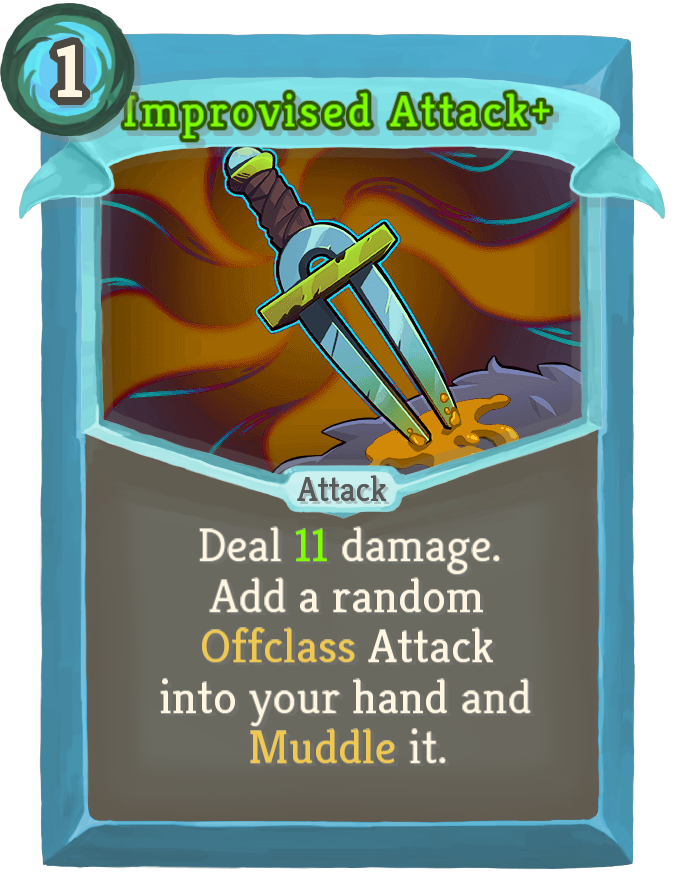 1
Improvised Attack+
Attack
Deal 11 damage.
Add a random
Offclass Attack
into your hand and
Muddle it.